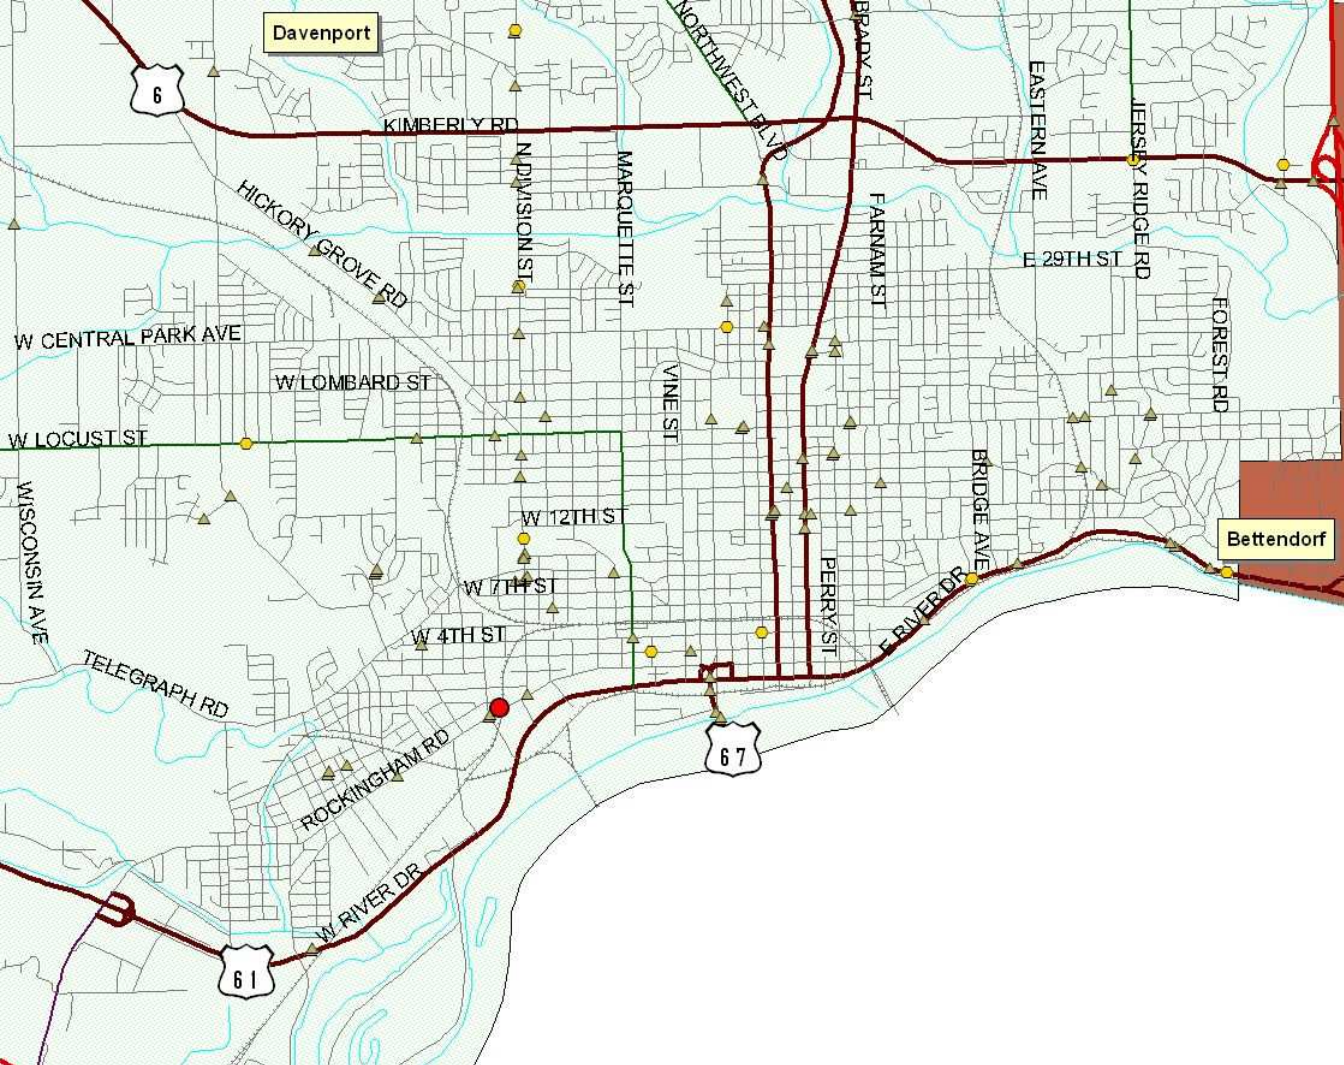 Davenport
6
KIMBERLY RD
NORTHWEST BLVD
BRADY ST
EASTERN AVE
JERSEY RIDGE RD
N DIVISION ST
MARQUETTE ST
HICKORY GROVE RD
FARNAM ST
E 29TH ST
FOREST RD
W CENTRAL PARK AVE
W LOMBARD ST
VINE ST
W LOCUST ST
WISCONSIN AVE
W 12TH ST
BRIDGE AVE
Bettendorf
W 7TH ST
PERRY ST
E RIVER DR
W 4TH ST
TELEGRAPH RD
67
ROCKINGHAM RD
W RIVER DR
61